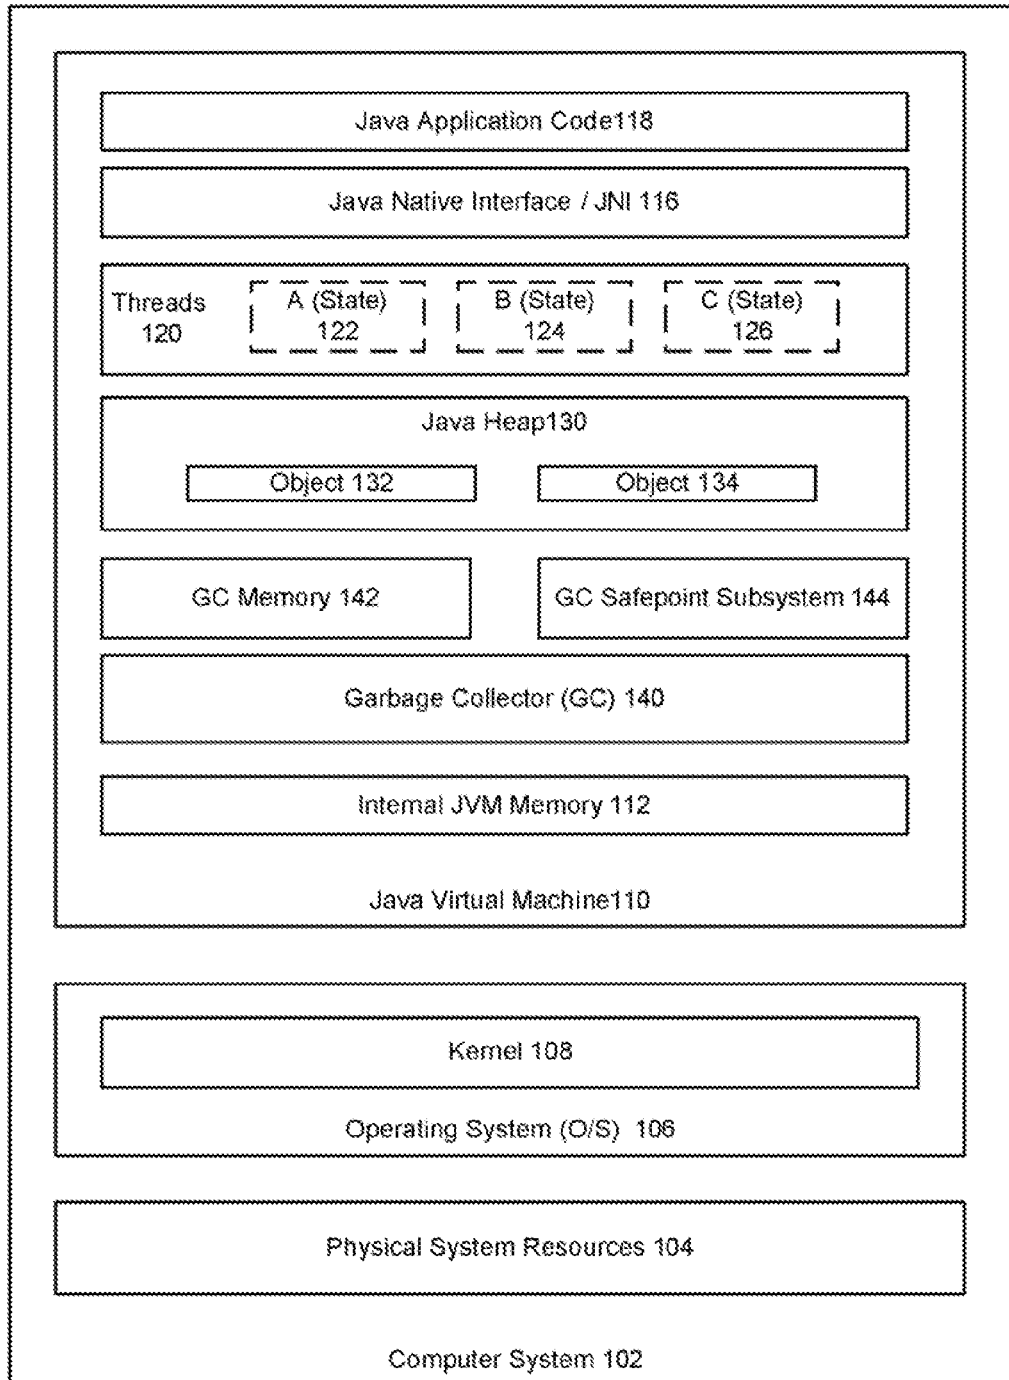 Java Application Code118
Java Native Interface / JNI 116
Threads
120
A (State)
122
B (State)
124
C (State)
126
Java Heap130
Object 132
Object 134
GC Memory 142
GC Safepoint Subsystem 144
Garbage Collector (GC) 140
Internal JVM Memory 112
Java Virtual Machine110
Kernel 108
Operating System (O/S) 106
Physical System Resources 104
Computer System 102